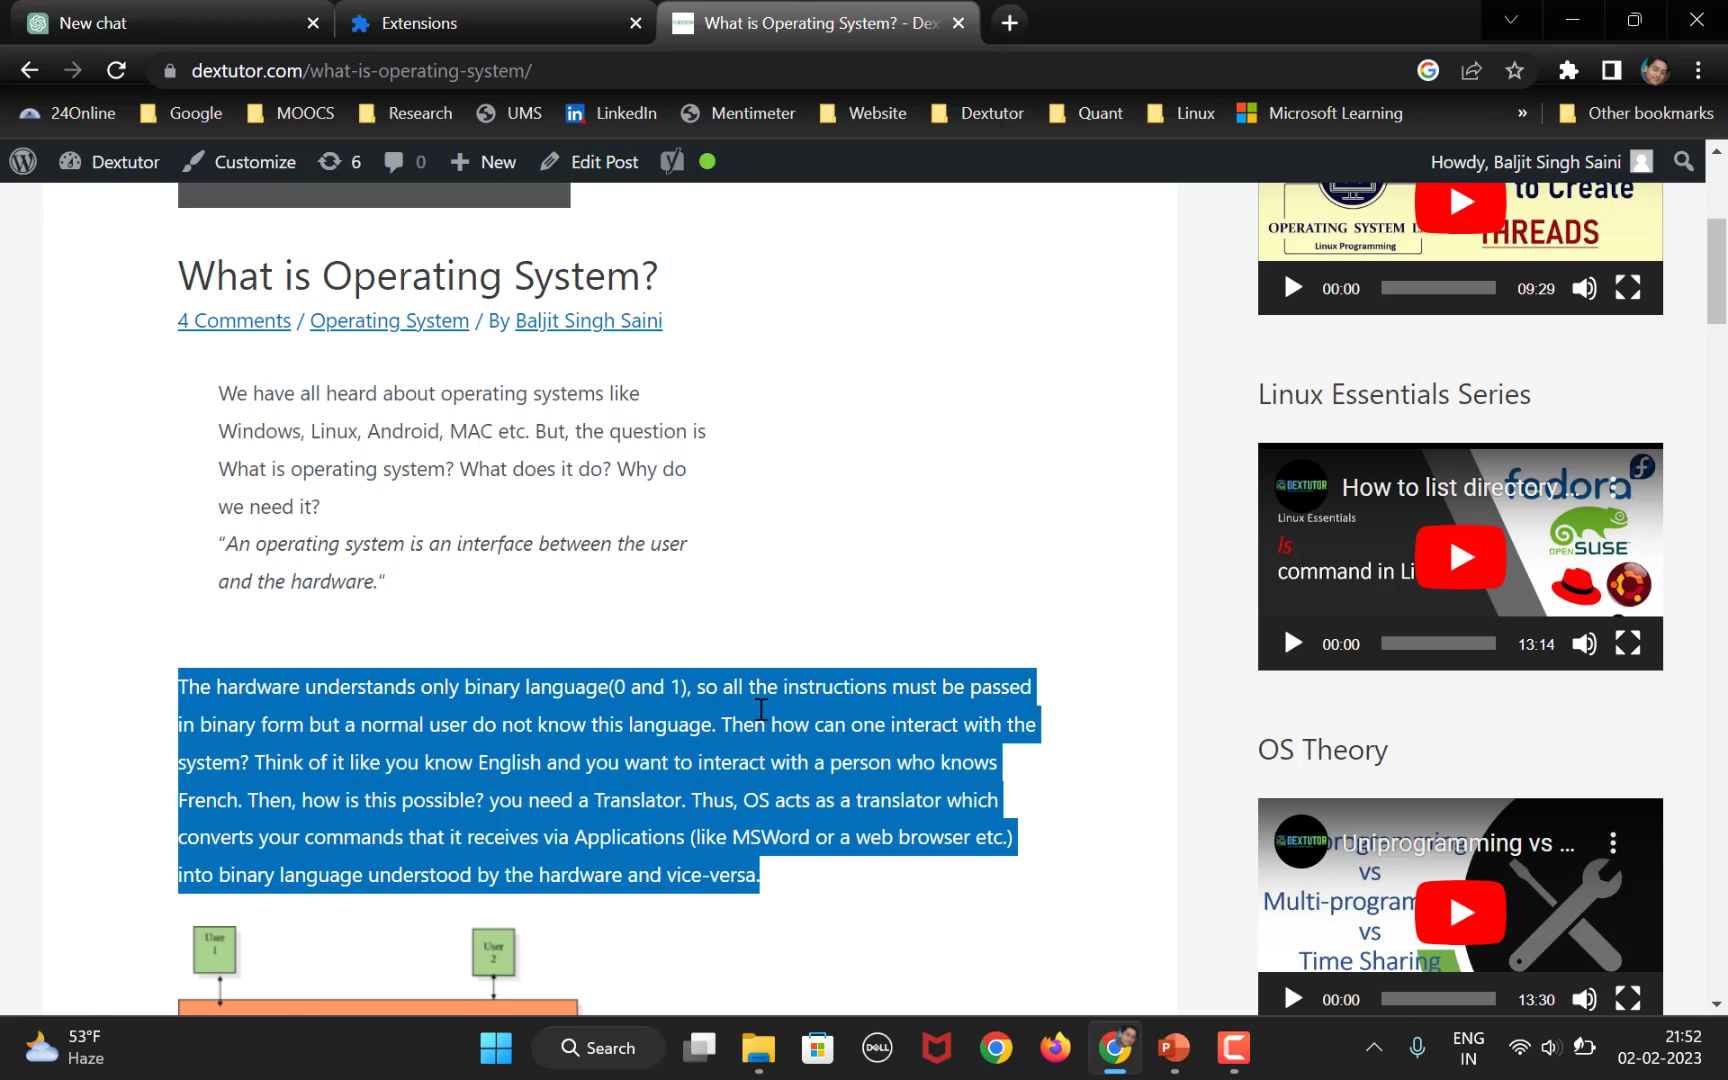 New chat
Extensions
What is Operating System? - Dex
dextutor.com/what-is-operating-system/
24Online
Google
MOOCS
Research
UMS
LinkedIn
Mentimeter
Website
Dextutor
Quant
Linux
Microsoft Learning
»
Other bookmarks
Dextutor
Customize
6
0
New
Edit Post
Howdy, Baljit Singh Saini
What is Operating System?
4 Comments / Operating System / By Baljit Singh Saini
We have all heard about operating systems like
Windows, Linux, Android, MAC etc. But, the question is
What is operating system? What does it do? Why do
we need it?
“An operating system is an interface between the user
and the hardware.“
The hardware understands only binary language(0 and 1), so all the instructions must be passed
in binary form but a normal user do not know this language. Then how can one interact with the
system? Think of it like you know English and you want to interact with a person who knows
French. Then, how is this possible? you need a Translator. Thus, OS acts as a translator which
converts your commands that it receives via Applications (like MSWord or a web browser etc.)
into binary language understood by the hardware and vice-versa.
User
1
User
2
to Create
THREADS
OPERATING SYSTEM
Linux Programming
00:00
09:29
Linux Essentials Series
DEXTUTOR
How to list directory ...
Linux Essentials
ls
command in Li
fedora
openSUSE
00:00
13:14
OS Theory
DEXTUTOR
Uniprogramming vs ...
vs
Multi-program
vs
Time Sharing
00:00
13:30
53°F
Haze
Search
DELL
ENG
IN
21:52
02-02-2023